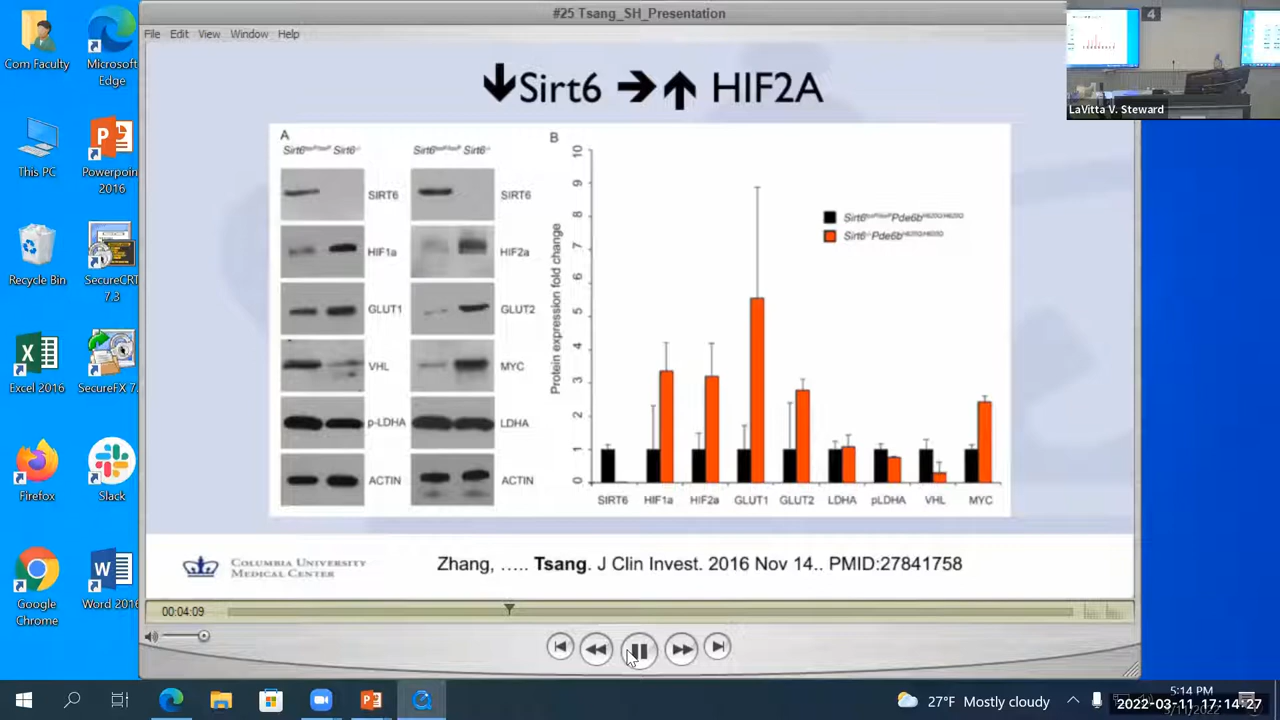 #25 Tsang_SH_Presentation
File Edit View Window Help
Com Faculty
Microsoft Edge
This PC
Powerpoin 2016
Recycle Bin
SecureCRT 7.3
Excel 2016
SecureFX 7.
Firefox
Slack
Google Chrome
Word 2016
4
LaVitta V. Steward
Sirt6 HIF2A
A
SIRT6
HIF1a
GLUT1
VHL
p-LDHA
ACTIN
SIRT6
HIF2a
GLUT2
MYC
LDHA
ACTIN
B
Protein expression fold change
10
9
8
7
6
5
4
3
2
1
0
SIRT6 HIF1a HIF2a GLUT1 GLUT2 LDHA pLDHA VHL MYC
COLUMBIA UNIVERSITY
MEDICAL CENTER
Zhang, ..... Tsang. J Clin Invest. 2016 Nov 14.. PMID:27841758
00:04:09
27°F Mostly cloudy
5:14 PM
2022-03-11 17:14:27